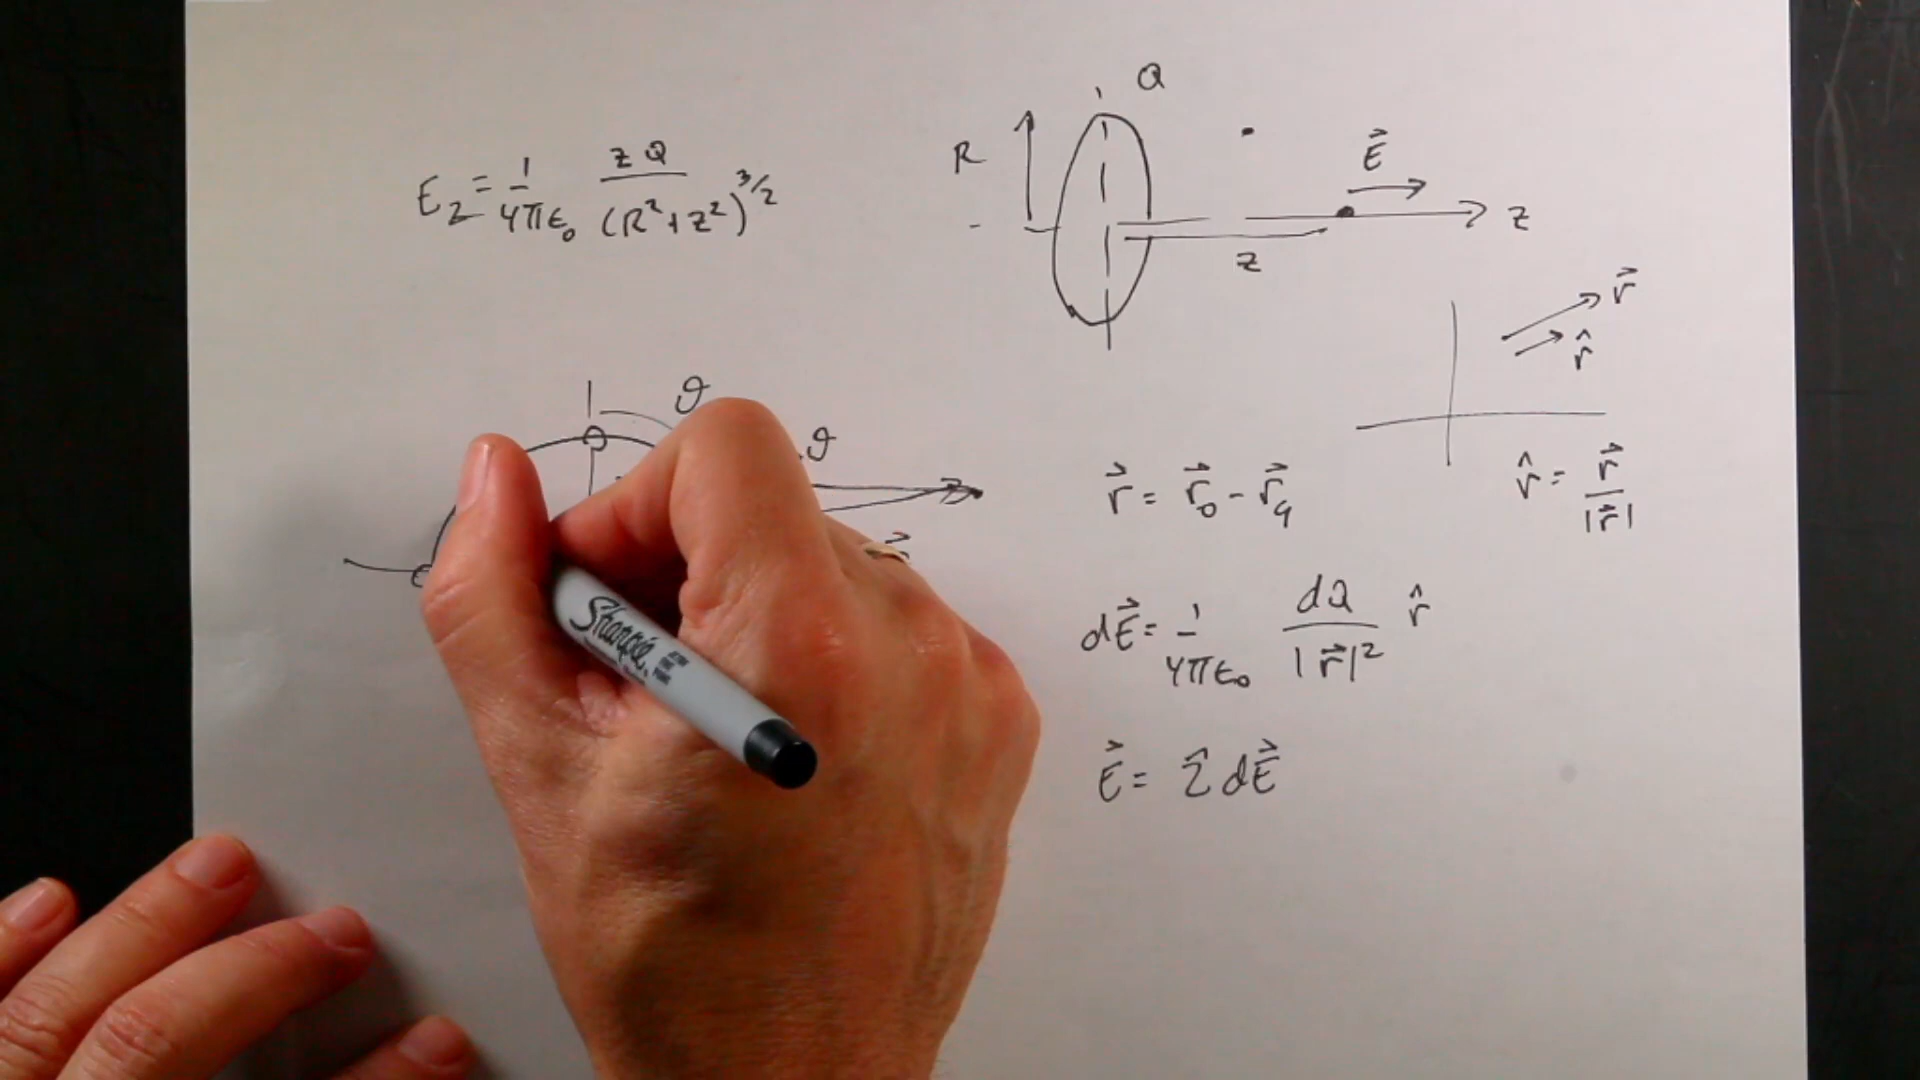 Q
E_z = 1/4πε₀ zQ/(R²+z²)^3/2
R
E⃗
z
z
r⃗
r̂
θ
θ
r⃗ = r⃗₀ - r⃗_q
r̂ = r⃗/|r⃗|
dE⃗ = 1/4πε₀ dQ/|r⃗|² r̂
E⃗ = Σ dE⃗
Sharpie.